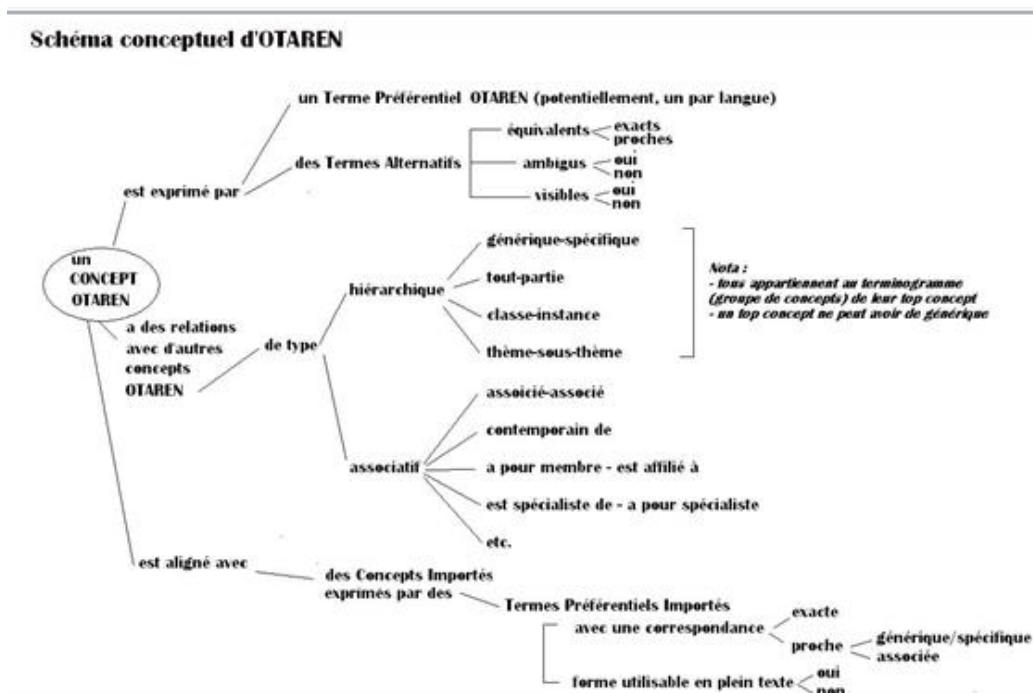 Schéma conceptuel d'OTAREN
un Terme Préférentiel OTAREN (potentiellement, un par langue)
est exprimé par
des Termes Alternatifs
équivalents
exacts
proches
ambigus
oui
non
visibles
oui
non
un
CONCEPT
OTAREN
a des relations
avec d'autres
concepts
OTAREN
de type
hiérarchique
générique-spécifique
tout-partie
classe-instance
thème-sous-thème
Nota :
- tous appartiennent au terminogramme
(groupe de concepts) de leur top concept
- un top concept ne peut avoir de générique
associatif
assoicié-associé
contemporain de
a pour membre - est affilié à
est spécialiste de - a pour spécialiste
etc.
est aligné avec
des Concepts Importés
exprimés par des
Termes Préférentiels Importés
avec une correspondance
exacte
proche
générique/spécifique
associée
forme utilisable en plein texte
oui
non